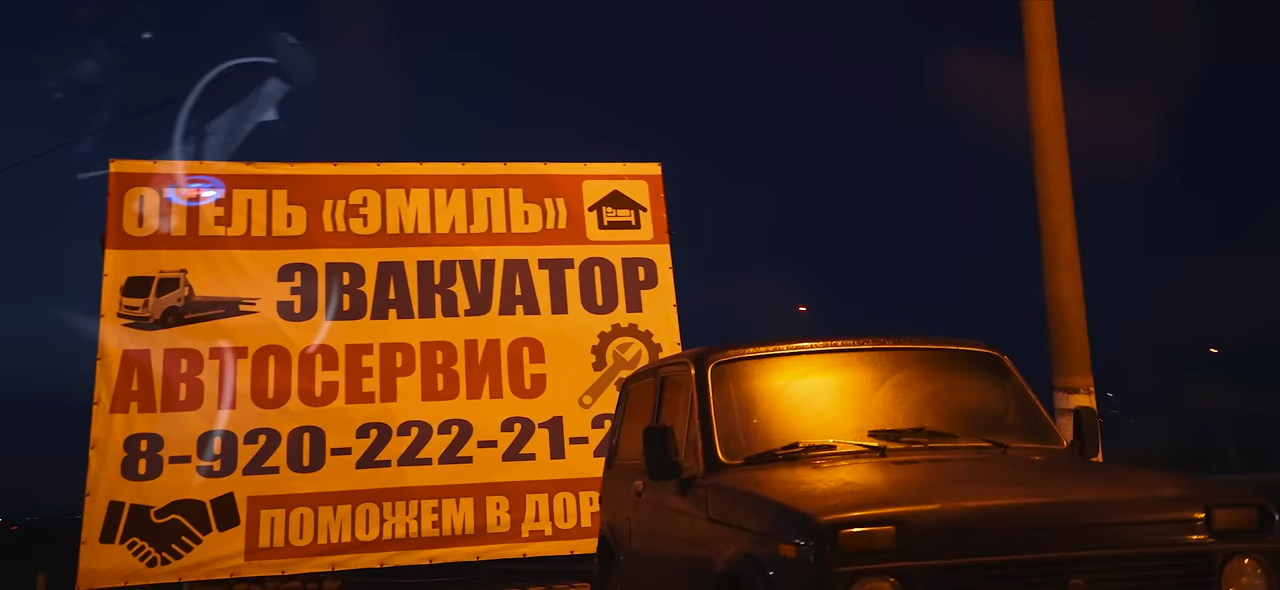 ОТЕЛЬ «ЭМИЛЬ»
ЭВАКУАТОР
АВТОСЕРВИС
8-920-222-21-2
ПОМОЖЕМ В ДОР